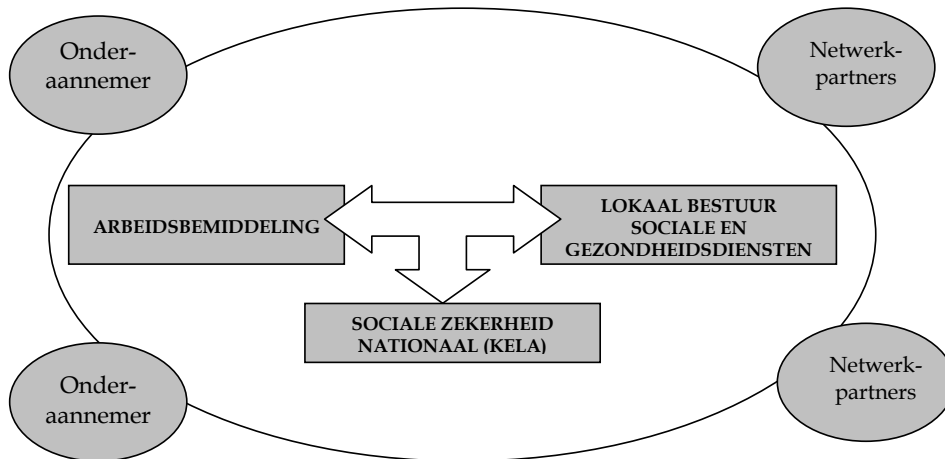 Onder-
aannemer
Netwerk-
partners
ARBEIDSBEMIDDELING
LOKAAL BESTUUR
SOCIALE EN
GEZONDHEIDSDIENSTEN
SOCIALE ZEKERHEID
NATIONAAL (KELA)
Onder-
aannemer
Netwerk-
partners